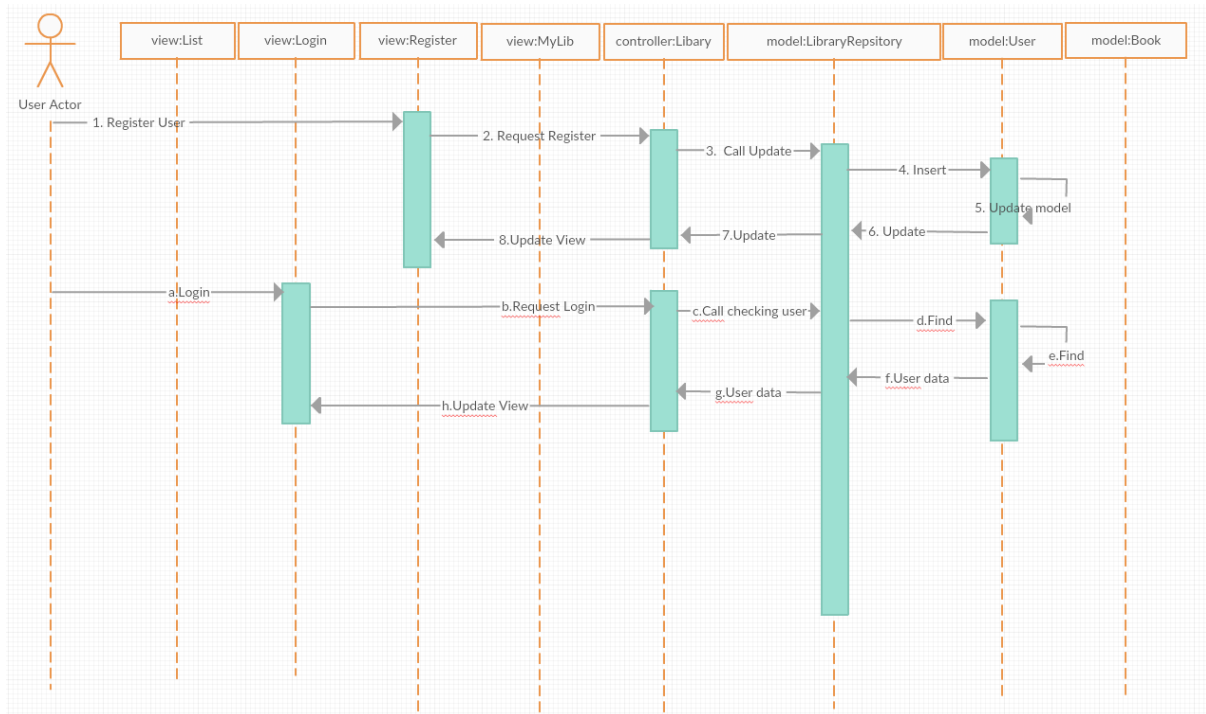 view:List
view:Login
view:Register
view:MyLib
controller:Libary
model:LibraryRepsitory
model:User
model:Book
User Actor
1. Register User
2. Request Register
3. Call Update
4. Insert
5. Update model
6. Update
7.Update
8.Update View
a.Login
b.Request Login
c.Call checking user
d.Find
e.Find
f.User data
g.User data
h.Update View